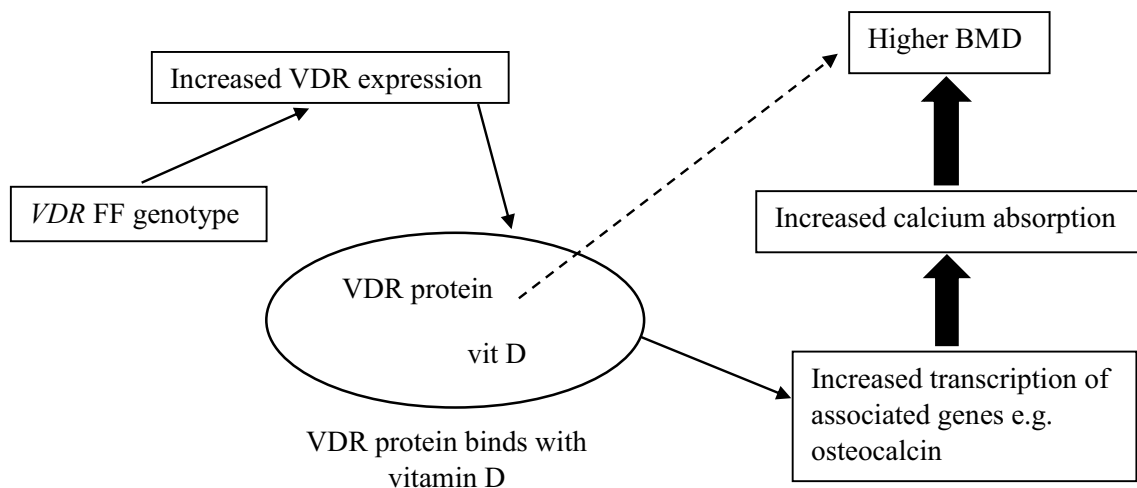 Higher BMD
Increased VDR expression
VDR FF genotype
Increased calcium absorption
VDR protein
vit D
Increased transcription of
associated genes e.g.
osteocalcin
VDR protein binds with
vitamin D